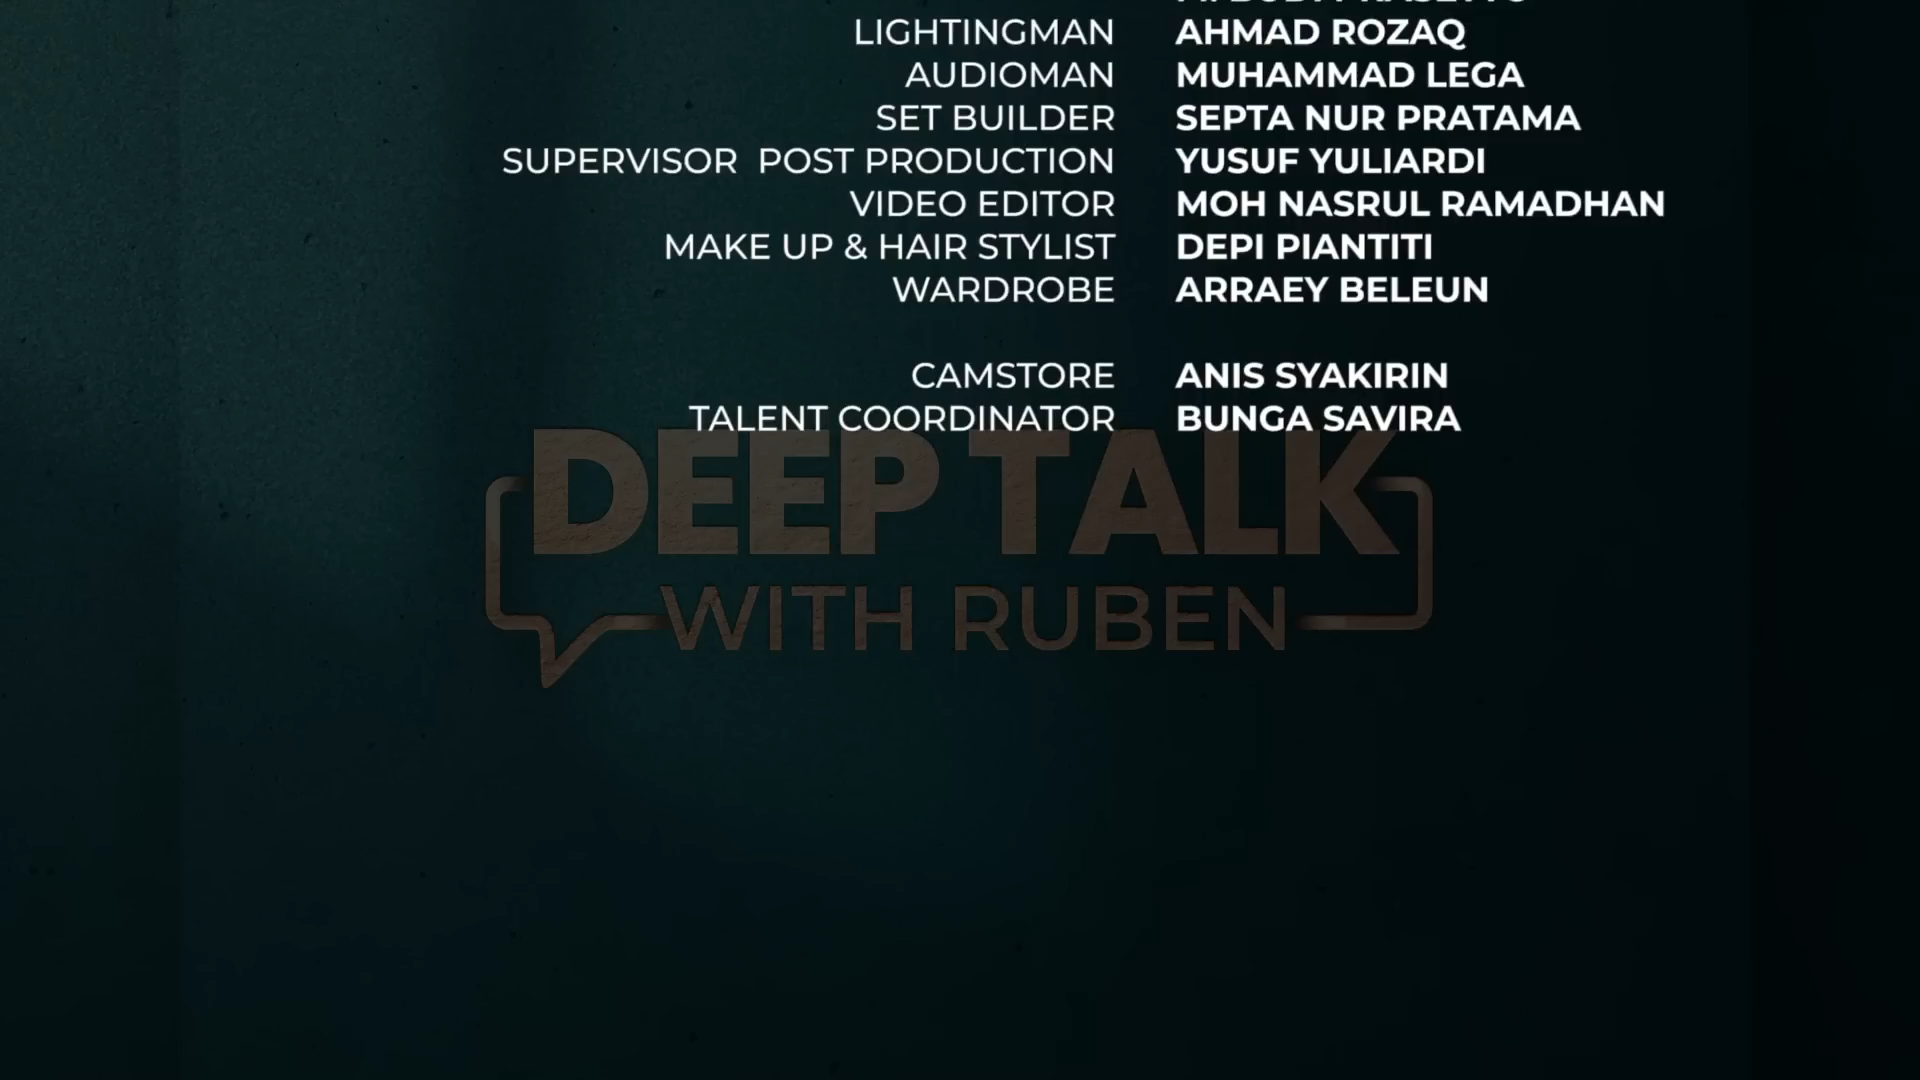 LIGHTINGMAN AHMAD ROZAQ
AUDIOMAN MUHAMMAD LEGA
SET BUILDER SEPTA NUR PRATAMA
SUPERVISOR POST PRODUCTION YUSUF YULIARDI
VIDEO EDITOR MOH NASRUL RAMADHAN
MAKE UP & HAIR STYLIST DEPI PIANTITI
WARDROBE ARRAEY BELEUN
CAMSTORE ANIS SYAKIRIN
TALENT COORDINATOR BUNGA SAVIRA
DEEP TALK
WITH RUBEN